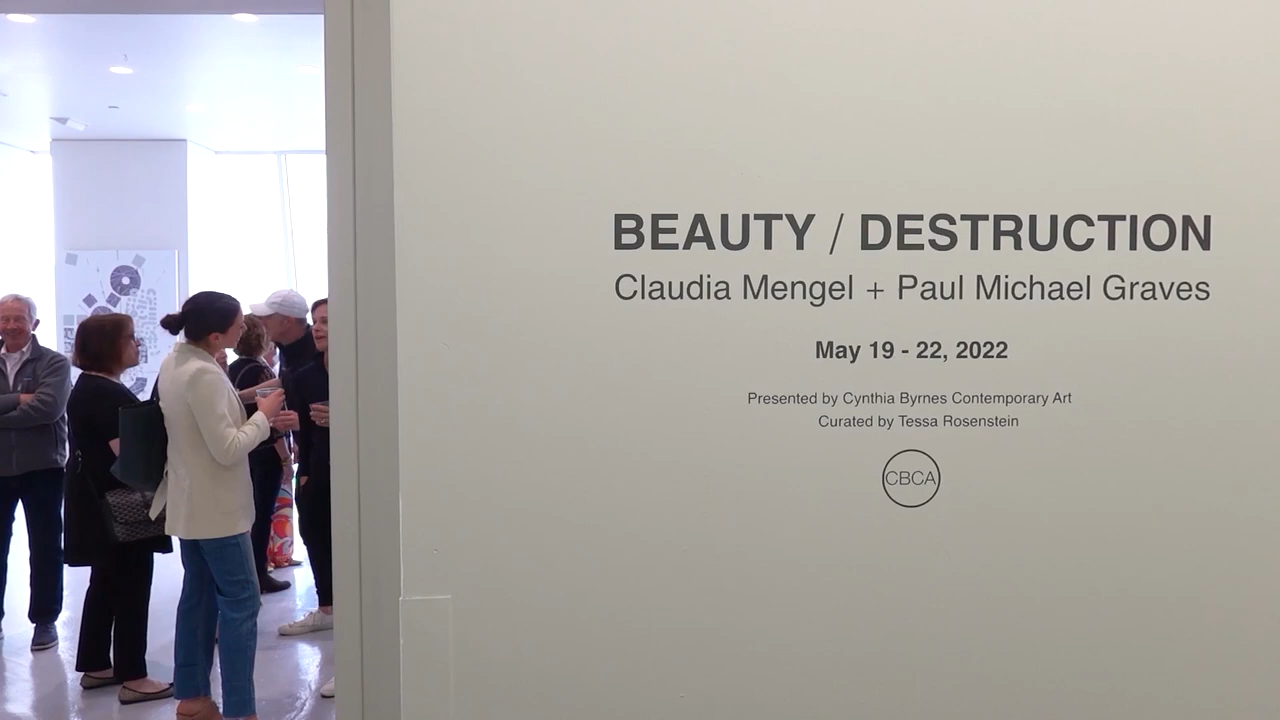 BEAUTY / DESTRUCTION
Claudia Mengel + Paul Michael Graves
May 19 - 22, 2022
Presented by Cynthia Byrnes Contemporary Art
Curated by Tessa Rosenstein
CBCA